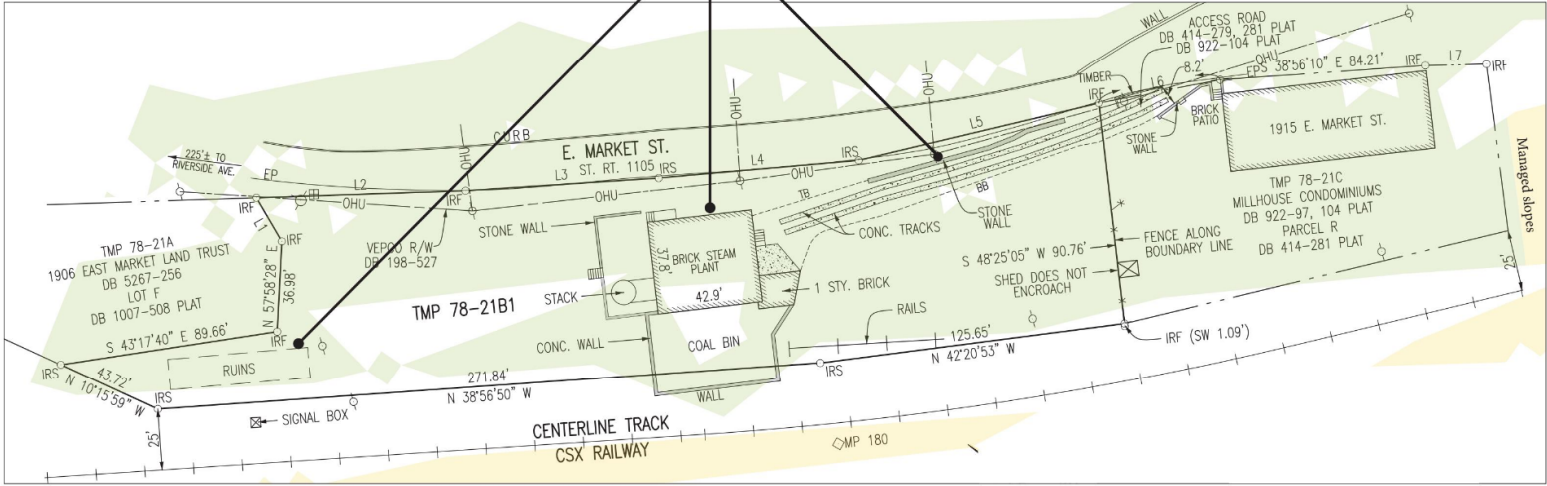 WALL
ACCESS ROAD
DB 414-279, 281 PLAT
DB 922-104 PLAT
OHU
8.2'
EPS 38°56'10" E 84.21'
IRF
L7
IRF
TIMBER
L6
IRF
BRICK
PATIO
STONE
WALL
1915 E. MARKET ST.
Managed slopes
OHU
OHU
OHU
CURB
E. MARKET ST.
L3 ST. RT. 1105
IRS
L4
IRS
L5
225'± TO
RIVERSIDE AVE.
EP
L2
IRF
OHU
IRF
OHU
OHU
L1
IRF
TMP 78-21A
1906 EAST MARKET LAND TRUST
DB 5267-256
LOT F
DB 1007-508 PLAT
N 57°58'28" E
36.98'
VEPCO R/W
DB 198-527
STONE WALL
TB
BB
CONC. TRACKS
STONE
WALL
BRICK STEAM
PLANT
37.8'
42.9'
1 STY. BRICK
STACK
TMP 78-21B1
S 48°25'05" W 90.76'
FENCE ALONG
BOUNDARY LINE
SHED DOES NOT
ENCROACH
TMP 78-21C
MILLHOUSE CONDOMINIUMS
DB 922-97, 104 PLAT
PARCEL R
DB 414-281 PLAT
25'
S 43°17'40" E 89.66'
IRF
RUINS
IRS
43.72'
N 10°15'59" W
IRS
CONC. WALL
COAL BIN
WALL
RAILS
125.65'
N 42°20'53" W
IRS
IRF (SW 1.09')
271.84'
N 38°56'50" W
SIGNAL BOX
25'
CENTERLINE TRACK
CSX RAILWAY
MP 180